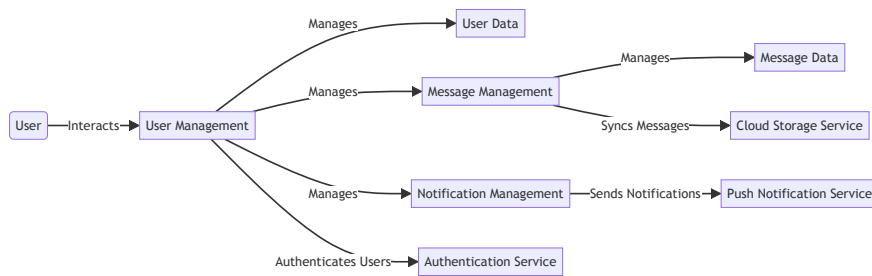 Manages
User Data
Manages
Message Data
Manages
Message Management
User
Interacts
User Management
Syncs Messages
Cloud Storage Service
Manages
Notification Management
Sends Notifications
Push Notification Service
Authenticates Users
Authentication Service